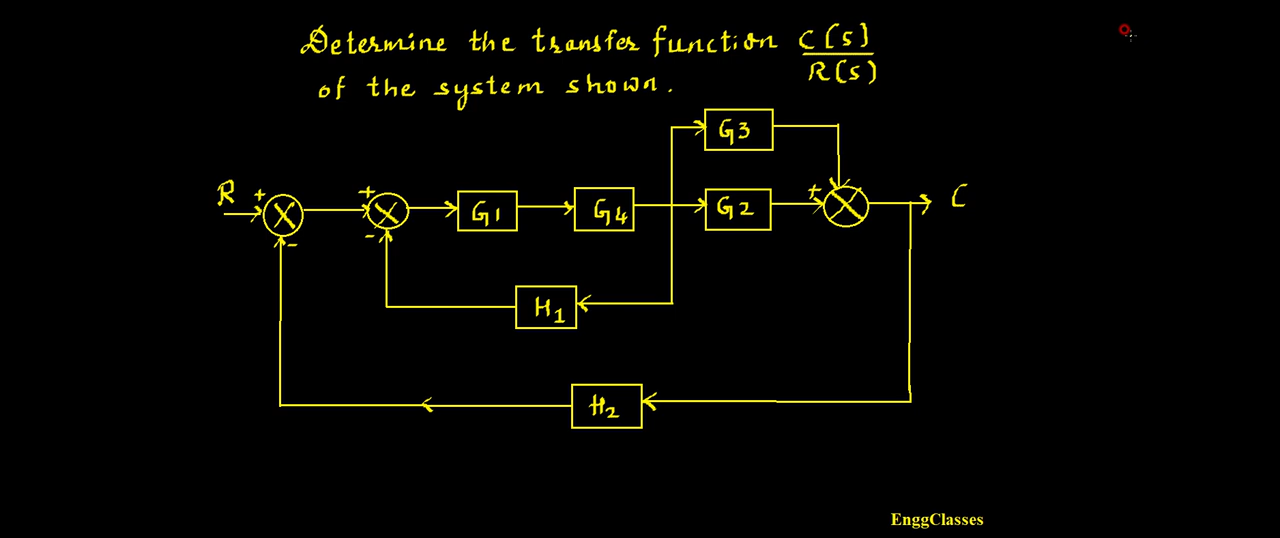 Determine the transfer function C(s)/R(s)
of the system shown.
G3
R + + G1 G4 G2 + C
- -
H1
H2
EnggClasses